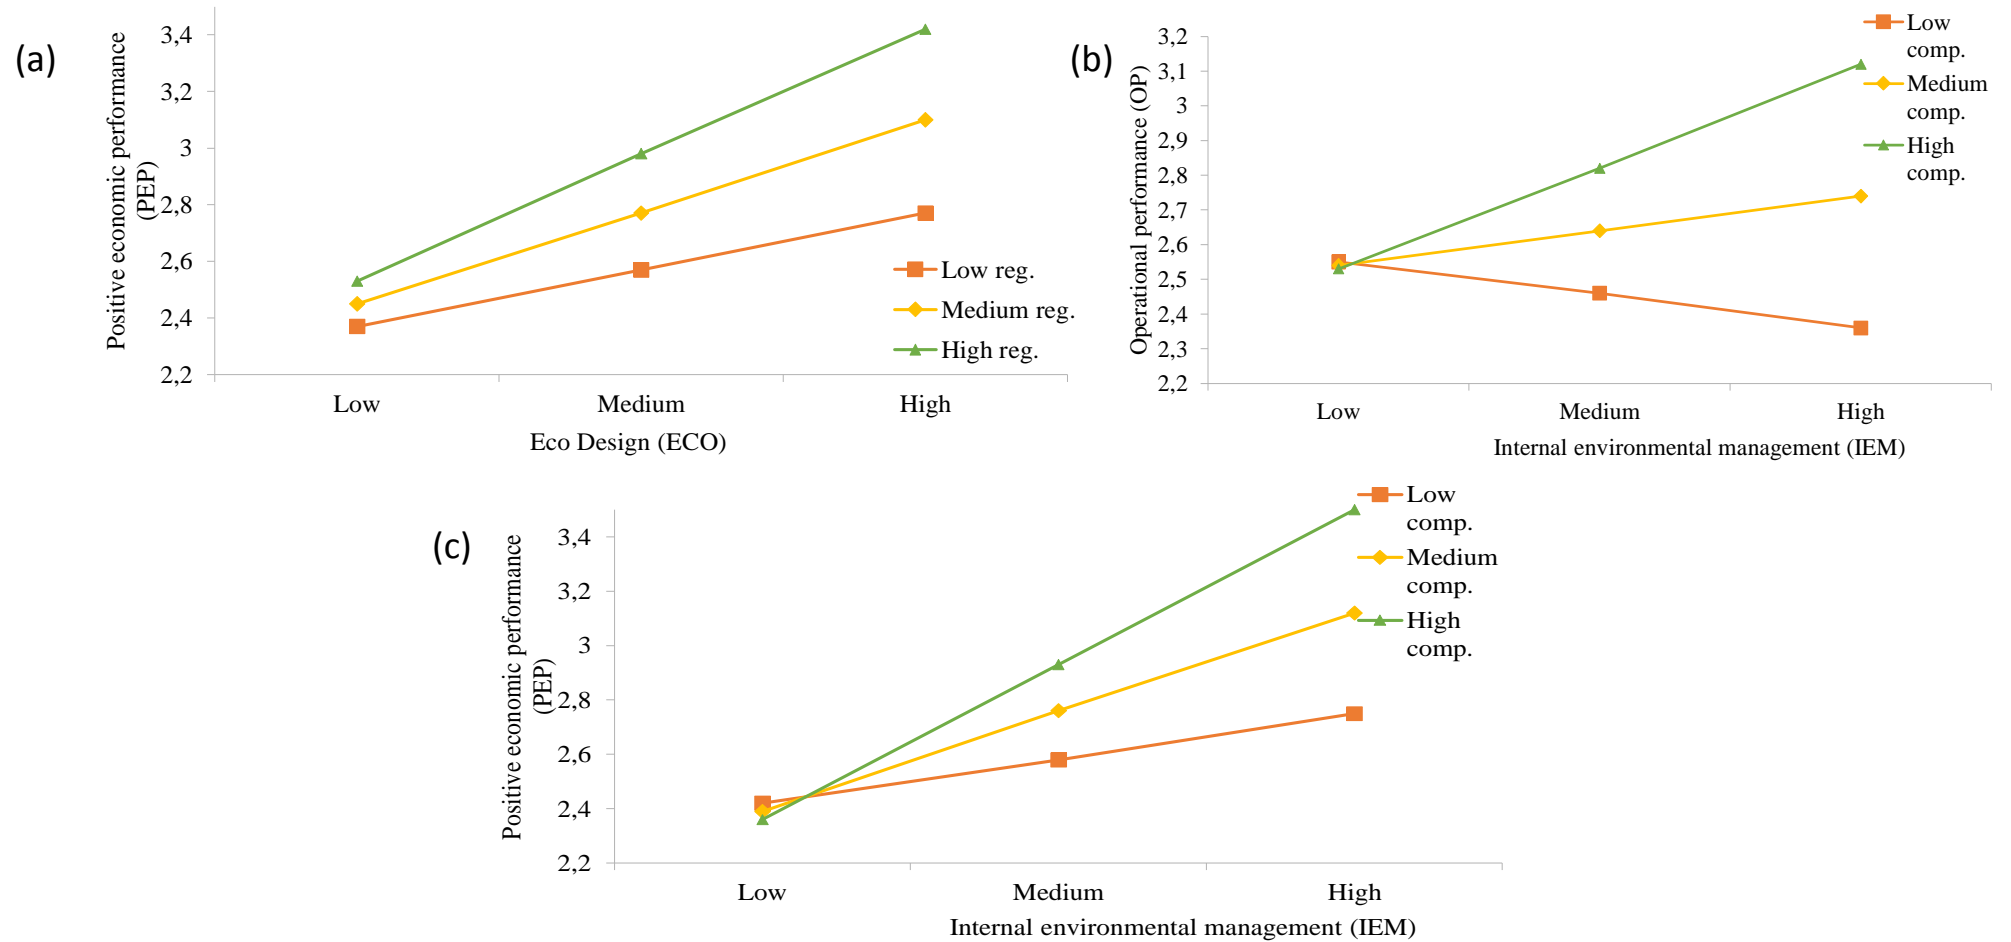 (a)
Positive economic performance
(PEP)
3,4
3,2
3
2,8
2,6
2,4
2,2
Low
Medium
High
Eco Design (ECO)
Low reg.
Medium reg.
High reg.
(b)
Operational performance (OP)
3,2
3,1
3
2,9
2,8
2,7
2,6
2,5
2,4
2,3
2,2
Low
Medium
High
Internal environmental management (IEM)
Low
comp.
Medium
comp.
High
comp.
(c)
Positive economic performance
(PEP)
3,4
3,2
3
2,8
2,6
2,4
2,2
Low
Medium
High
Internal environmental management (IEM)
Low
comp.
Medium
comp.
High
comp.